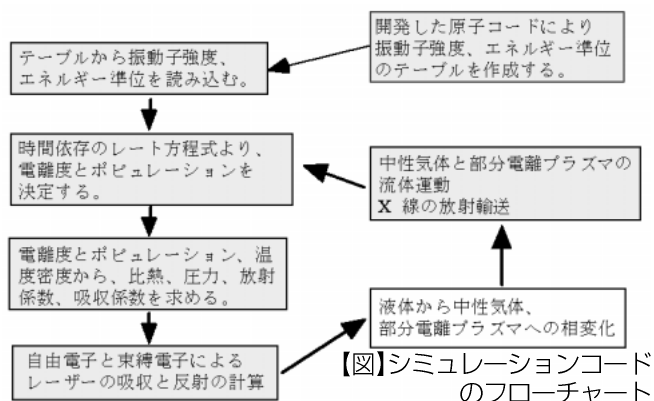 開発した原子コードにより
振動子強度、エネルギー準位
のテーブルを作成する。
テーブルから振動子強度、
エネルギー準位を読み込む。
時間依存のレート方程式より、
電離度とポピュレーションを
決定する。
電離度とポピュレーション、温
度密度から、比熱、圧力、放射
係数、吸収係数を求める。
自由電子と束縛電子による
レーザーの吸収と反射の計算
液体から中性気体、
部分電離プラズマへの相変化
中性気体と部分電離プラズマの
流体運動
X 線の放射輸送
【図】シミュレーションコード
のフローチャート